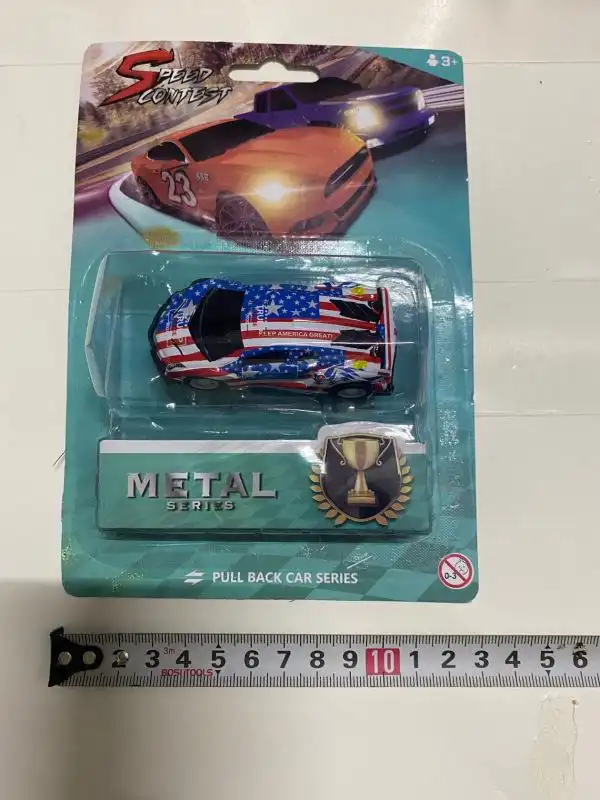 SPEED
CONTEST
3+
23
KEEP AMERICA GREAT!
METAL
SERIES
0-3
PULL BACK CAR SERIES
3m
2 3 4 5 6 7 8 9 10 1 2 3 4 5 6